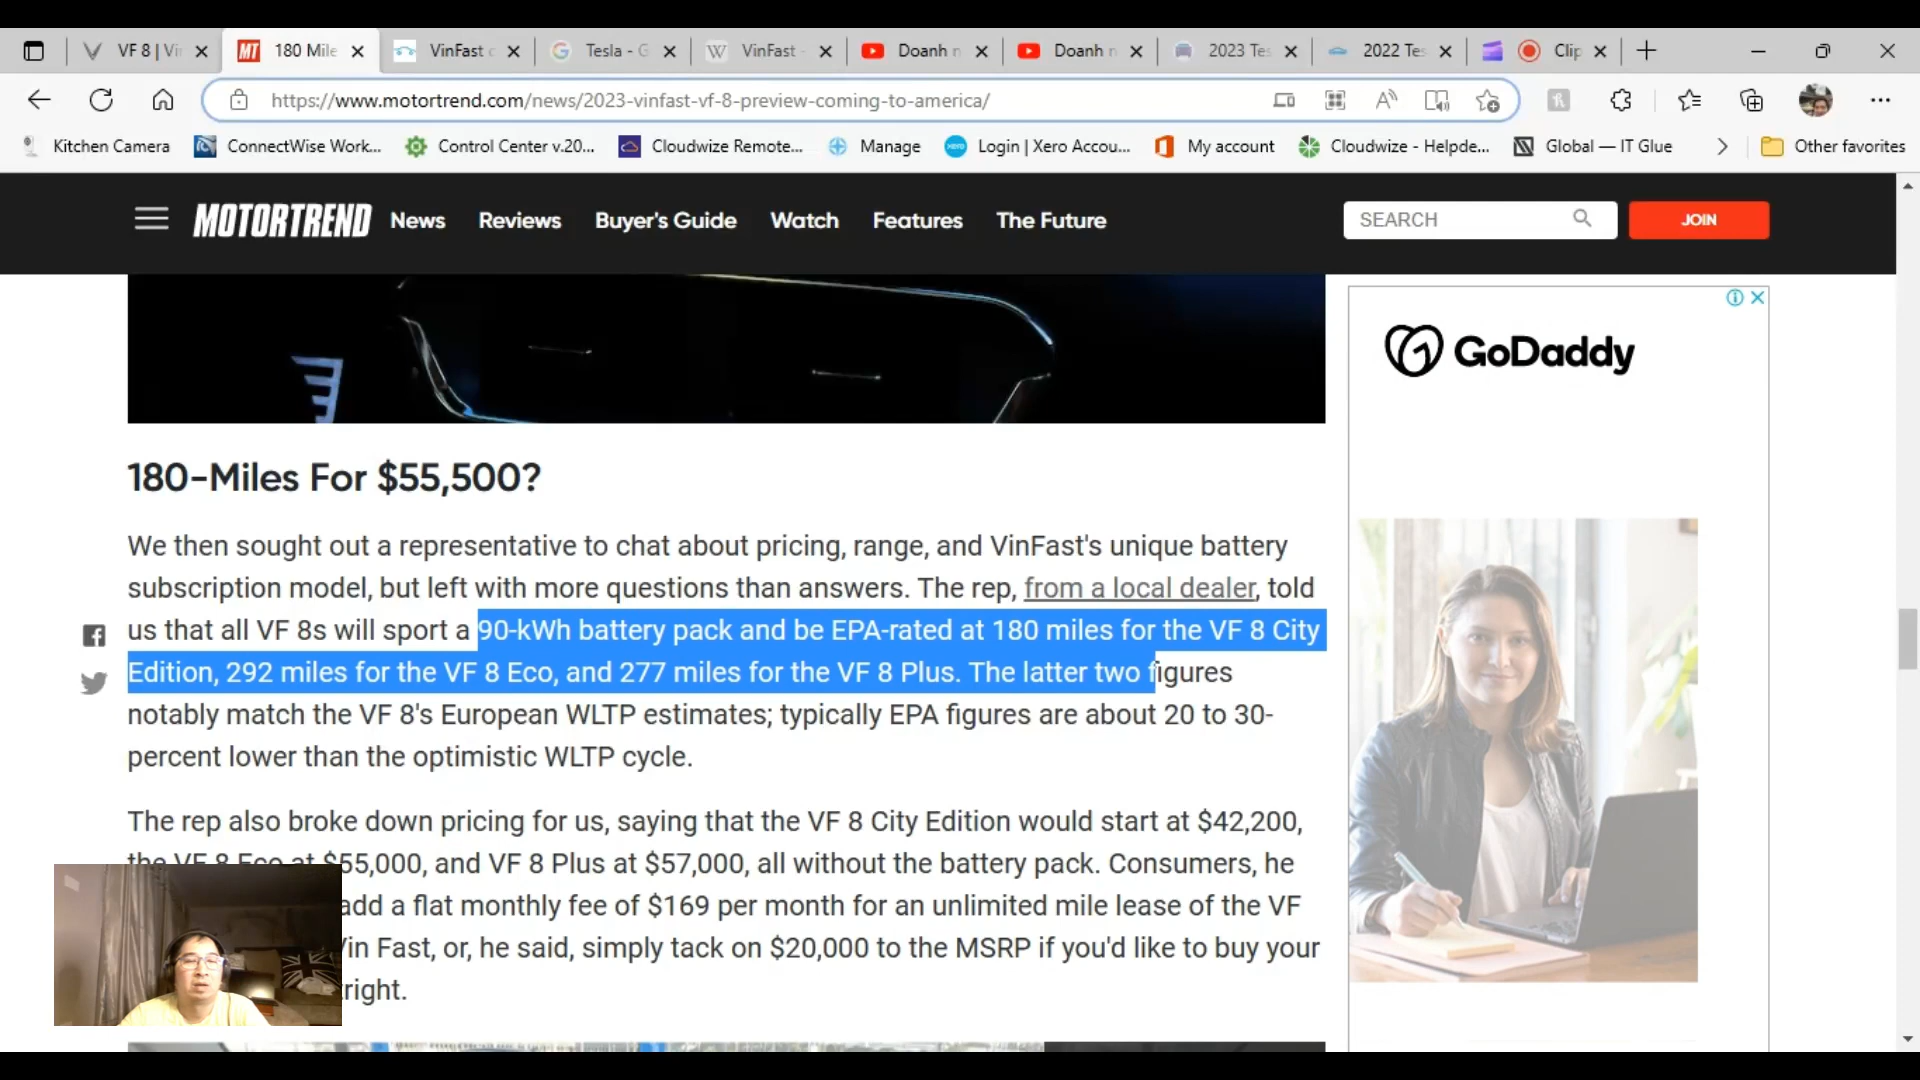 VF 8 | Vi
MT
180 Mile
VinFast c
Tesla - G
VinFast -
Doanh n
Doanh n
2023 Tes
2022 Tes
Clip
https://www.motortrend.com/news/2023-vinfast-vf-8-preview-coming-to-america/
Kitchen Camera
ConnectWise Work...
Control Center v.20...
Cloudwize Remote...
Manage
xero
Login | Xero Accou...
My account
Cloudwize - Helpde...
Global — IT Glue
Other favorites
MOTORTREND
News
Reviews
Buyer's Guide
Watch
Features
The Future
SEARCH
JOIN
GoDaddy
180-Miles For $55,500?
We then sought out a representative to chat about pricing, range, and VinFast's unique battery
subscription model, but left with more questions than answers. The rep, from a local dealer, told
us that all VF 8s will sport a 90-kWh battery pack and be EPA-rated at 180 miles for the VF 8 City
Edition, 292 miles for the VF 8 Eco, and 277 miles for the VF 8 Plus. The latter two figures
notably match the VF 8's European WLTP estimates; typically EPA figures are about 20 to 30-
percent lower than the optimistic WLTP cycle.
The rep also broke down pricing for us, saying that the VF 8 City Edition would start at $42,200,
the VF 8 Eco at $55,000, and VF 8 Plus at $57,000, all without the battery pack. Consumers, he
add a flat monthly fee of $169 per month for an unlimited mile lease of the VF
Vin Fast, or, he said, simply tack on $20,000 to the MSRP if you'd like to buy your
tright.